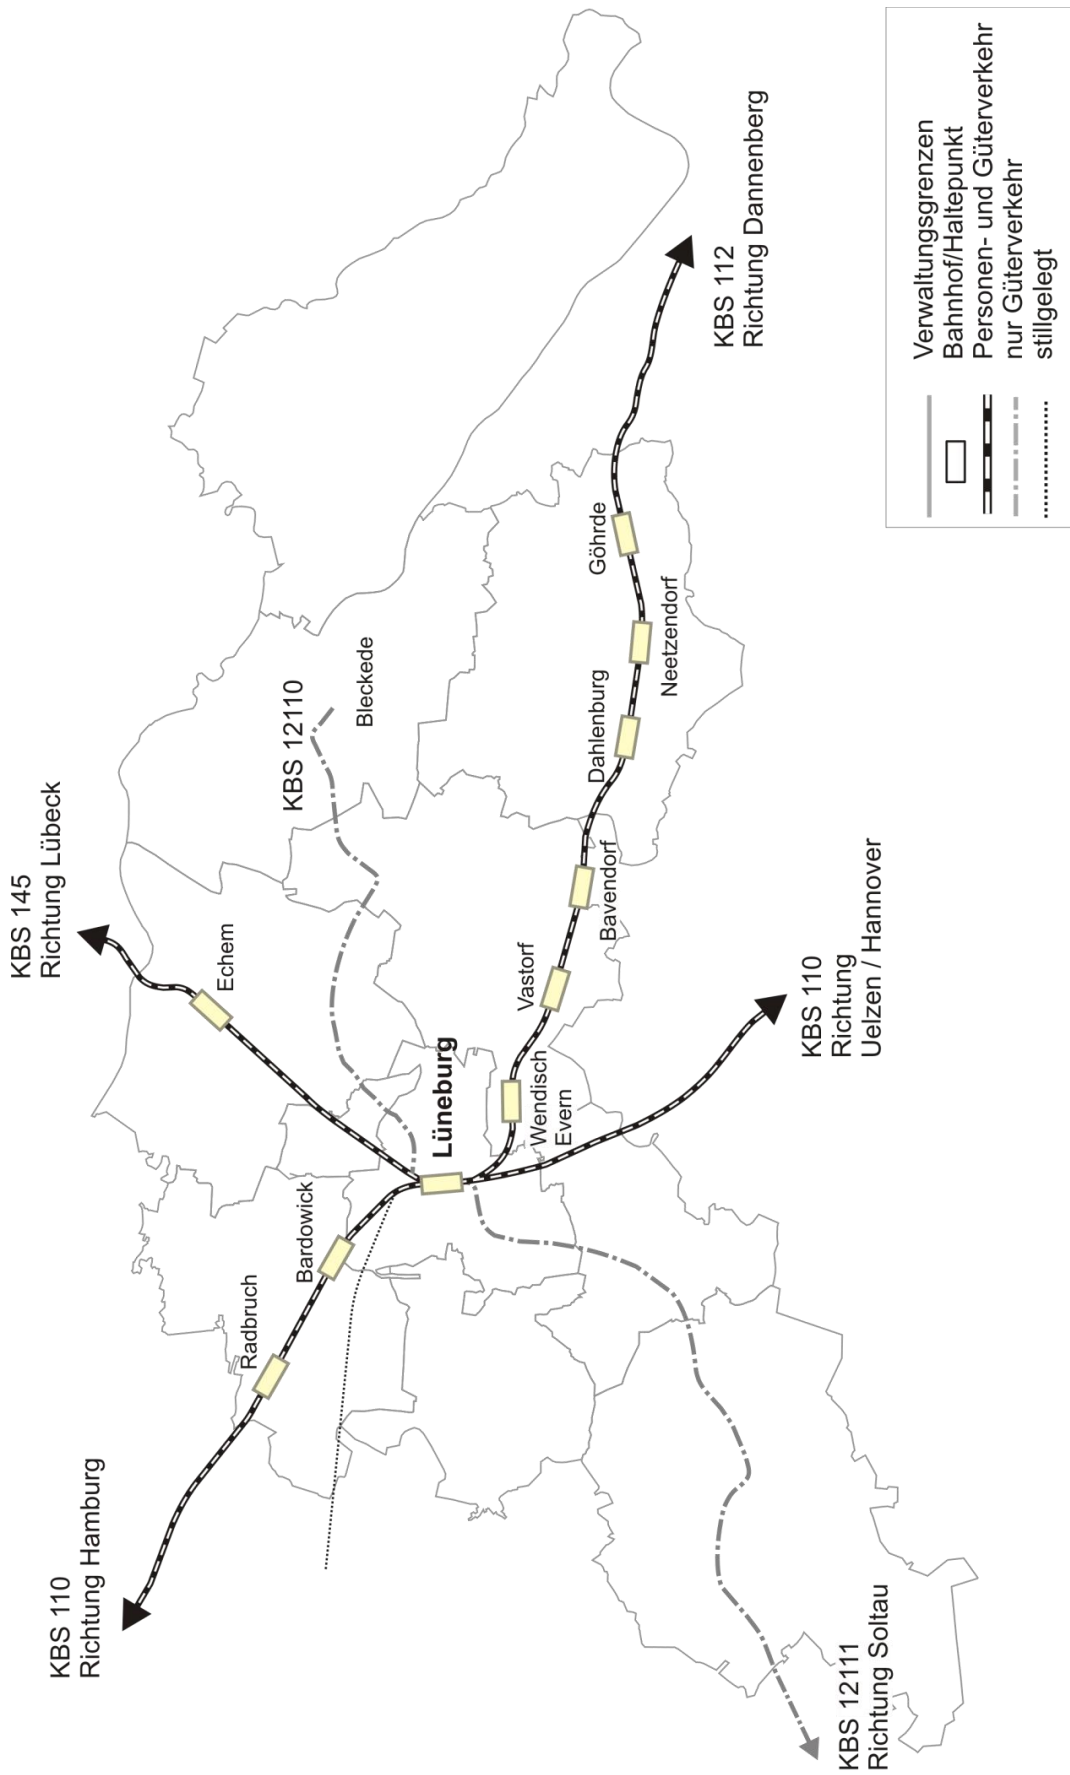 KBS 110
Richtung Hamburg
KBS 145
Richtung Lübeck
Radbruch
Bardowick
Echem
KBS 12110
Bleckede
Lüneburg
Wendisch
Evern
Vastorf
Bavendorf
Dahlenburg
Neetzendorf
Göhrde
KBS 112
Richtung Dannenberg
KBS 110
Richtung
Uelzen / Hannover
KBS 12111
Richtung Soltau
Verwaltungsgrenzen
Bahnhof/Haltepunkt
Personen- und Güterverkehr
nur Güterverkehr
stillgelegt